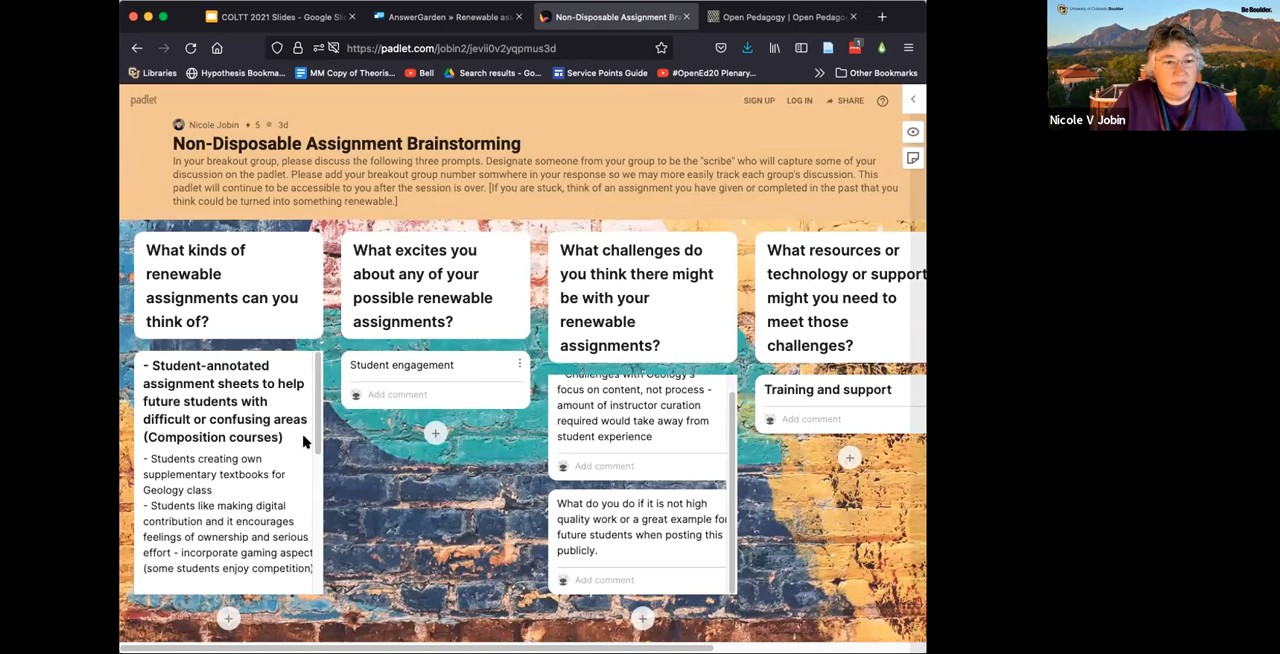 COLTT 2021 Slides - Google Sli
AnswerGarden » Renewable as
Non-Disposable Assignment Bra
Open Pedagogy | Open Pedago
https://padlet.com/jobin2/jevii0v2yqpmus3d
1
Libraries
Hypothesis Bookma...
MM Copy of Theoris...
Bell
Search results - Go...
Service Points Guide
#OpenEd20 Plenary...
Other Bookmarks
padlet
SIGN UP
LOG IN
SHARE
Nicole Jobin
5
3d
Non-Disposable Assignment Brainstorming
In your breakout group, please discuss the following three prompts. Designate someone from your group to be the "scribe" who will capture some of your
discussion on the padlet. Please add your breakout group number somwhere in your response so we may more easily track each group's discussion. This
padlet will continue to be accessible to you after the session is over. [If you are stuck, think of an assignment you have given or completed in the past that you
think could be turned into something renewable.]
What kinds of
renewable
assignments can you
think of?
- Student-annotated
assignment sheets to help
future students with
difficult or confusing areas
(Composition courses)
- Students creating own
supplementary textbooks for
Geology class
- Students like making digital
contribution and it encourages
feelings of ownership and serious
effort - incorporate gaming aspect
(some students enjoy competition)
What excites you
about any of your
possible renewable
assignments?
Student engagement
Add comment
What challenges do
you think there might
be with your
renewable
assignments?
- Challenges with Geology's
focus on content, not process -
amount of instructor curation
required would take away from
student experience
Add comment
What do you do if it is not high
quality work or a great example for
future students when posting this
publicly.
Add comment
What resources or
technology or support
might you need to
meet those
challenges?
Training and support
Add comment
University of Colorado Boulder
Be Boulder.
Nicole V Jobin